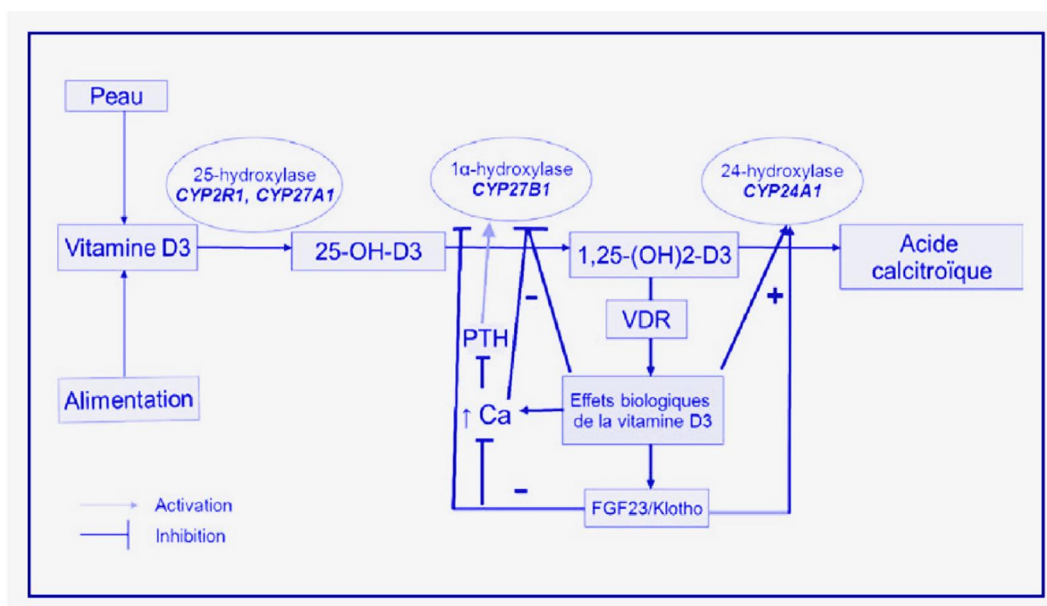 Peau
25-hydroxylase
CYP2R1, CYP27A1
1α-hydroxylase
CYP27B1
24-hydroxylase
CYP24A1
Vitamine D3
25-OH-D3
1,25-(OH)2-D3
Acide
calcitroïque
-
+
VDR
PTH
Alimentation
↑ Ca
Effets biologiques
de la vitamine D3
-
FGF23/Klotho
Activation
Inhibition